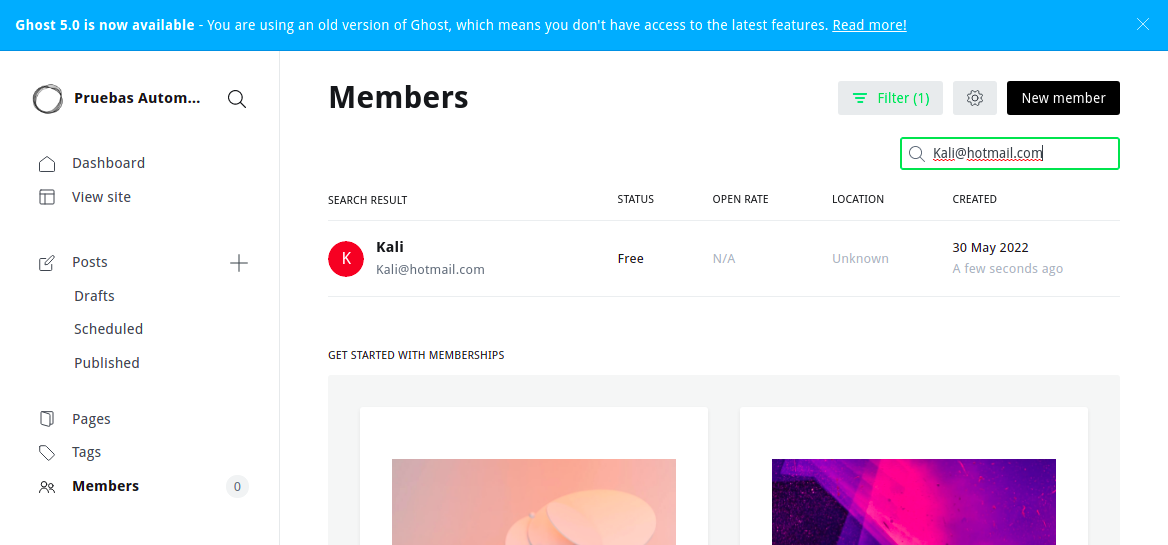 Ghost 5.0 is now available - You are using an old version of Ghost, which means you don't have access to the latest features. Read more!
Pruebas Autom...
Dashboard
View site
Posts
Drafts
Scheduled
Published
Pages
Tags
Members 0
Members
Filter (1)
New member
Kali@hotmail.com
SEARCH RESULT STATUS OPEN RATE LOCATION CREATED
K
Kali
Kali@hotmail.com
Free
N/A
Unknown
30 May 2022
A few seconds ago
GET STARTED WITH MEMBERSHIPS